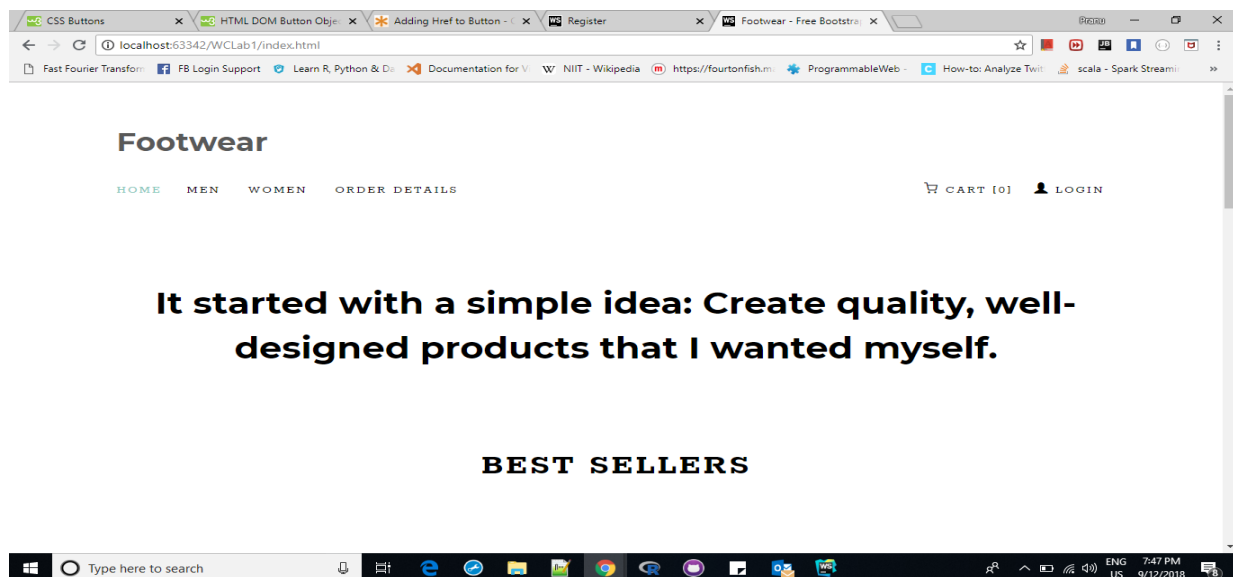 CSS Buttons HTML DOM Button Obje Adding Href to Button - Register Footwear - Free Bootstra
localhost:63342/WCLab1/index.html
Fast Fourier Transform FB Login Support Learn R, Python & Da Documentation for V W NIIT - Wikipedia m https://fourtonfish.m ProgrammableWeb - C How-to: Analyze Twit scala - Spark Streami »
Footwear
HOME MEN WOMEN ORDER DETAILS CART [0] LOGIN
It started with a simple idea: Create quality, well-
designed products that I wanted myself.
BEST SELLERS
Type here to search ENG 7:47 PM
US 9/12/2018 8